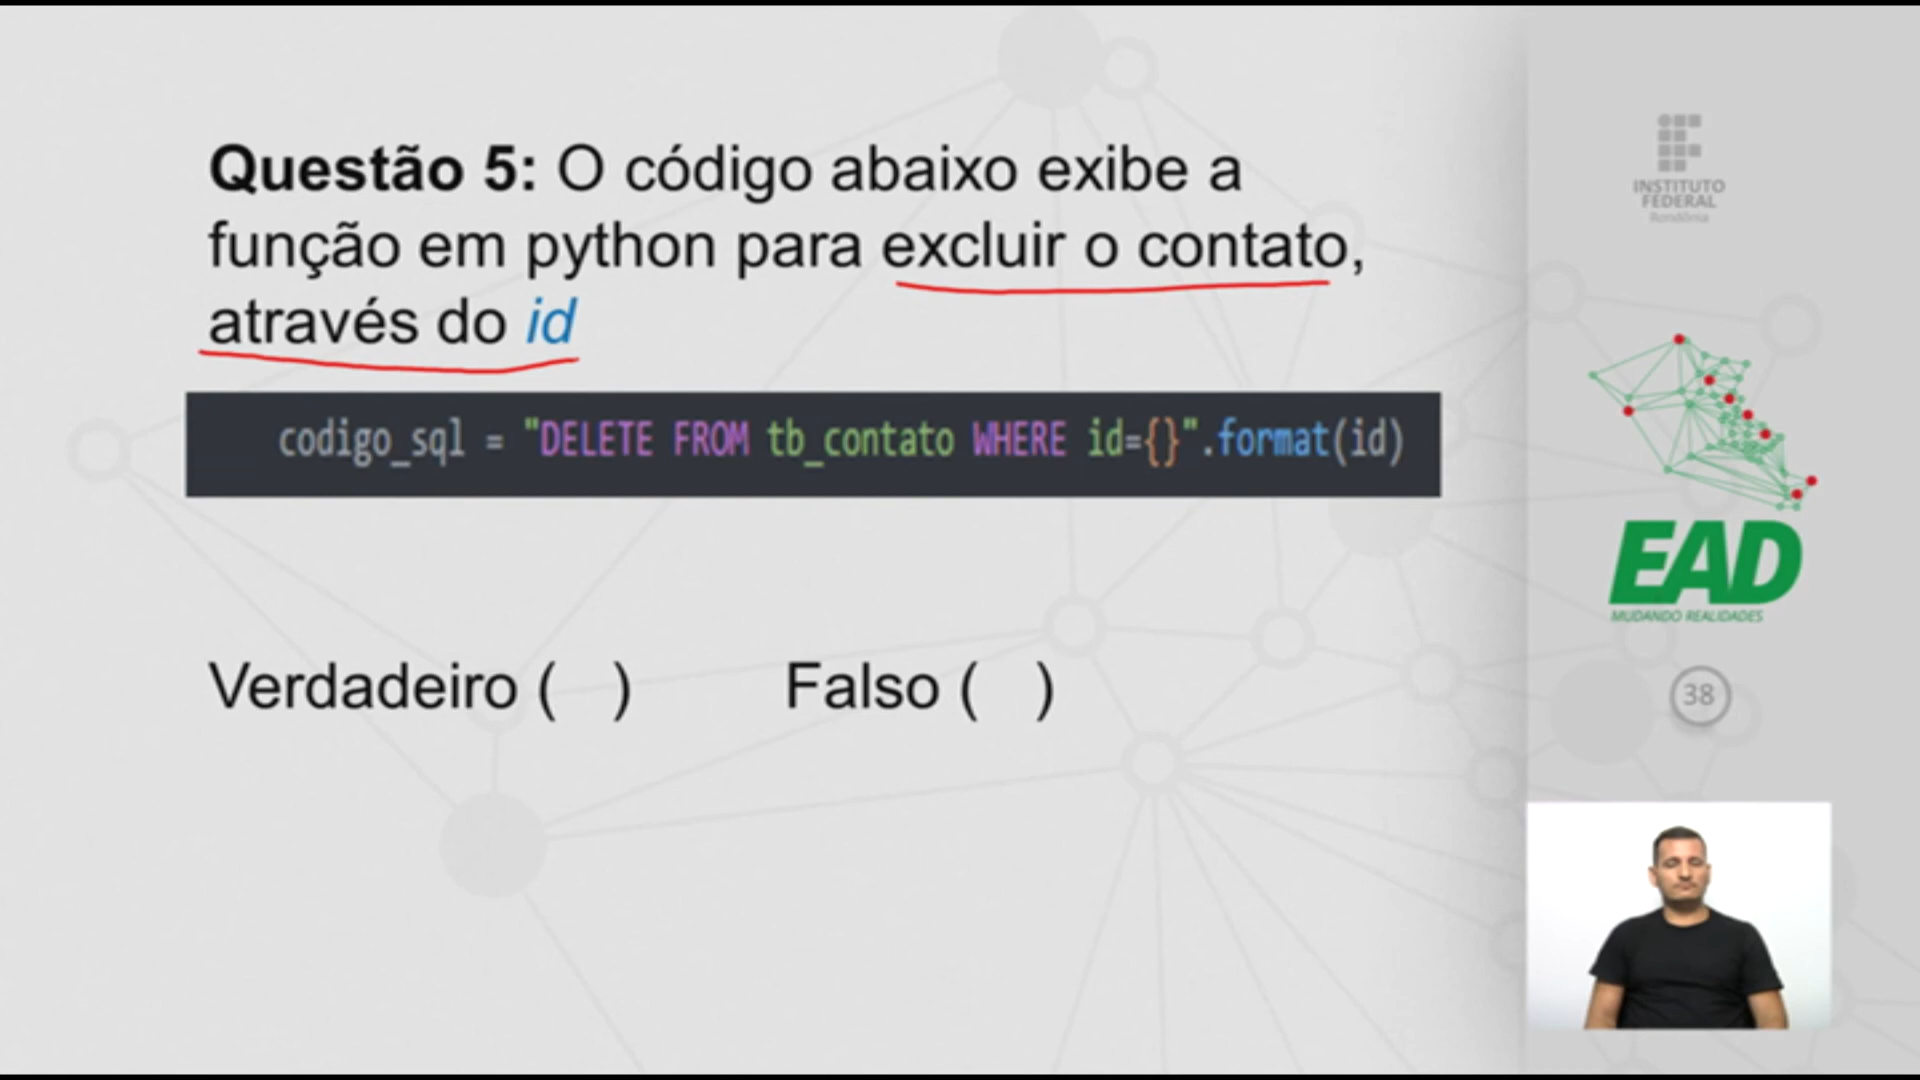 Questão 5: O código abaixo exibe a
função em python para excluir o contato,
através do id
codigo_sql = "DELETE FROM tb_contato WHERE id={}".format(id)
Verdadeiro (   )
Falso (   )
INSTITUTO
FEDERAL
Rondônia
EAD
MUDANDO REALIDADES
38